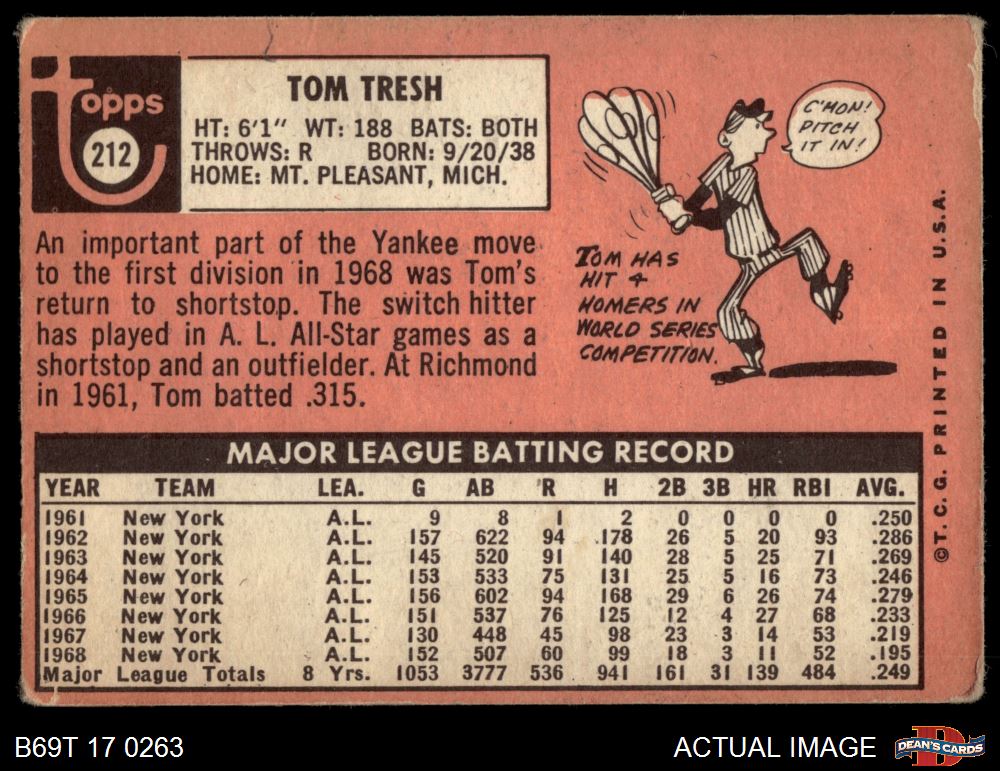 Topps
212
TOM TRESH
HT: 6'1" WT: 188 BATS: BOTH
THROWS: R BORN: 9/20/38
HOME: MT. PLEASANT, MICH.
An important part of the Yankee move
to the first division in 1968 was Tom's
return to shortstop. The switch hitter
has played in A. L. All-Star games as a
shortstop and an outfielder. At Richmond
in 1961, Tom batted .315.
C'MON!
PITCH
IT IN!
TOM HAS
HIT 4
HOMERS IN
WORLD SERIES
COMPETITION.
©T. C. G. PRINTED IN U.S.A.
MAJOR LEAGUE BATTING RECORD
YEAR TEAM LEA. G AB R H 2B 3B HR RBI AVG.
1961 New York A.L. 9 8 1 2 0 0 0 0 .250
1962 New York A.L. 157 622 94 178 26 5 20 93 .286
1963 New York A.L. 145 520 91 140 28 5 25 71 .269
1964 New York A.L. 153 533 75 131 25 5 16 73 .246
1965 New York A.L. 156 602 94 168 29 6 26 74 .279
1966 New York A.L. 151 537 76 125 12 4 27 68 .233
1967 New York A.L. 130 448 45 98 23 3 14 53 .219
1968 New York A.L. 152 507 60 99 18 3 11 52 .195
Major League Totals 8 Yrs. 1053 3777 536 941 161 31 139 484 .249
B69T 17 0263
ACTUAL IMAGE
D
DEAN'S CARDS